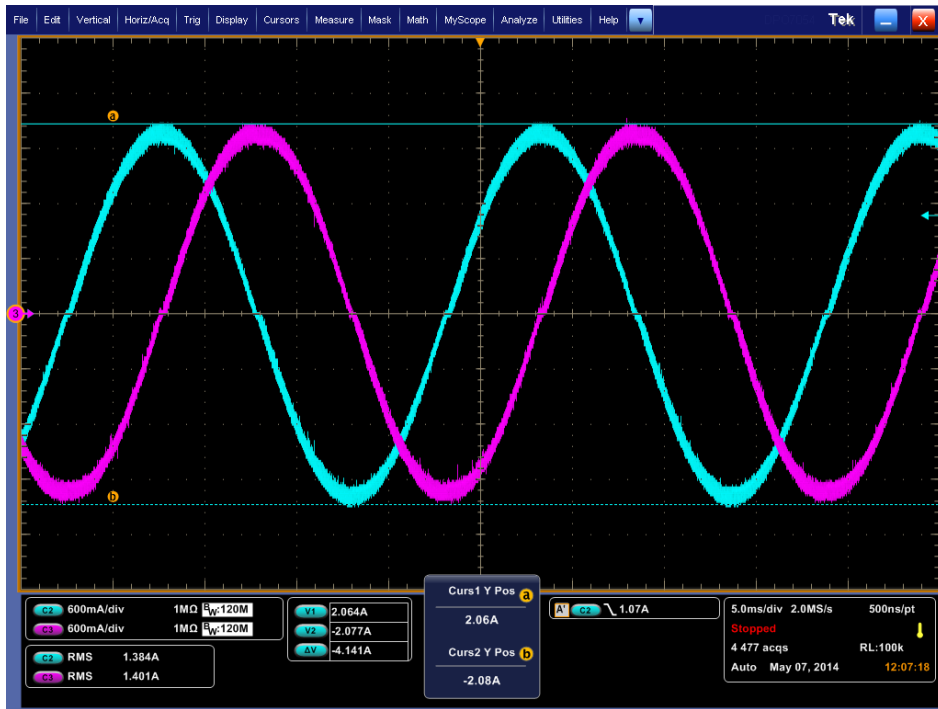 File Edit Vertical Horiz/Acq Trig Display Cursors Measure Mask Math MyScope Analyze Utilities Help Tek X
a
3
b
C2 600mA/div 1MΩ BW:120M
C3 600mA/div 1MΩ BW:120M
C2 RMS 1.384A
C3 RMS 1.401A
V1 2.064A
V2 -2.077A
ΔV -4.141A
Curs1 Y Pos a
2.06A
Curs2 Y Pos b
-2.08A
A' C2 1.07A
5.0ms/div 2.0MS/s 500ns/pt
Stopped
4 477 acqs RL:100k
Auto May 07, 2014 12:07:18